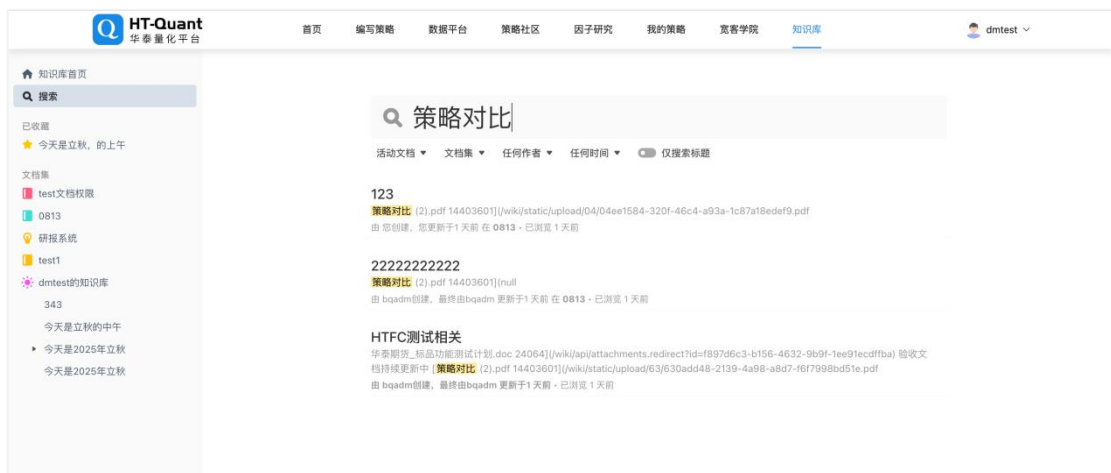 HT-Quant
华泰量化平台
首页 编写策略 数据平台 策略社区 因子研究 我的策略 宽客学院 知识库
dmtest
知识库首页
搜索
已收藏
今天是立秋，的上午
文档集
test文档权限
0813
研报系统
test1
dmtest的知识库
343
今天是立秋的中午
今天是2025年立秋
今天是2025年立秋
策略对比
活动文档 文档集 任何作者 任何时间 仅搜索标题
123
策略对比 (2).pdf 14403601](/wiki/static/upload/04/04ee1584-320f-46c4-a93a-1c87a18edef9.pdf
由 您创建，您更新于1 天前 在 0813 • 已浏览 1 天前
22222222222
策略对比 (2).pdf 14403601](null
由 bqadm创建，最终由bqadm 更新于1 天前 在 0813 • 已浏览 1 天前
HTFC测试相关
华泰期货_标品功能测试计划.doc 24064](/wiki/api/attachments.redirect?id=f897d6c3-b156-4632-9b9f-1ee91ecdffba) 验收文
档持续更新中 [策略对比 (2).pdf 14403601](/wiki/static/upload/63/630add48-2139-4a98-a8d7-f6f7998bd51e.pdf
由 bqadm创建，最终由bqadm 更新于1 天前 • 已浏览 1 天前